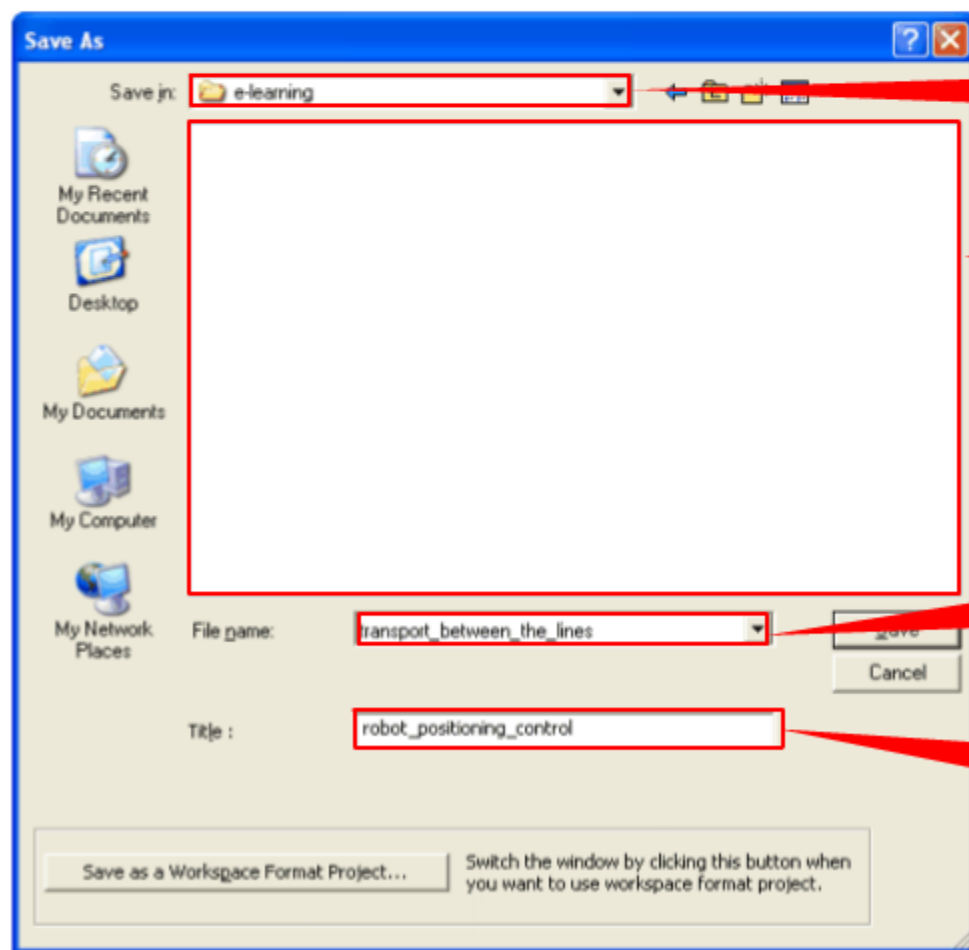 Save As
Save in:
e-learning
My Recent
Documents
Desktop
My Documents
My Computer
My Network
Places
File name:
transport_between_the_lines
Save
Cancel
Title :
robot_positioning_control
Save as a Workspace Format Project...
Switch the window by clicking this button when
you want to use workspace format project.